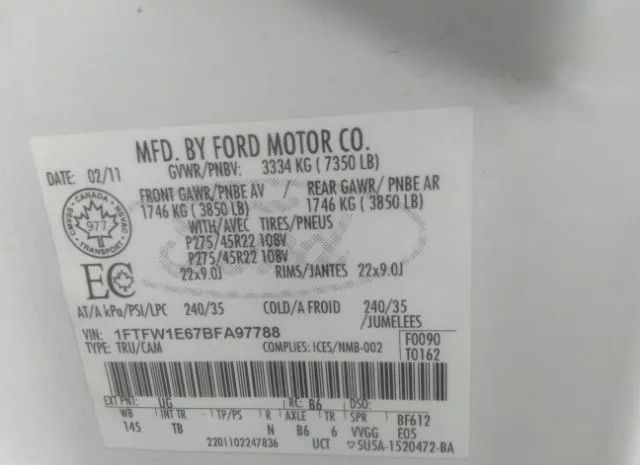 MFD. BY FORD MOTOR CO.
DATE: 02/11 GVWR/PNBV: 3334 KG ( 7350 LB)
FRONT GAWR/PNBE AV / REAR GAWR/ PNBE AR
1746 KG ( 3850 LB) 1746 KG ( 3850 LB)
WITH/AVEC TIRES/PNEUS
P275/45R22 108V
P275/45R22 108V
22x9.0J RIMS/JANTES 22x9.0J
CANADA
CMVSS NSVAC
977
TRANSPORT
EC
AT/A kPa/PSI/LPC 240/35 COLD/A FROID 240/35
/JUMELEES
VIN: 1FTFW1E67BFA97788 F0090
TYPE: TRU/CAM COMPLIES: ICES/NMB-002 T0162
EXT PNT: UG RC: B6 DSO:
WB INT TR TP/PS R AXLE TR SPR BF612
145 TB N B6 6 VVGG E05
2201102247836 UCT 5U5A-1520472-BA